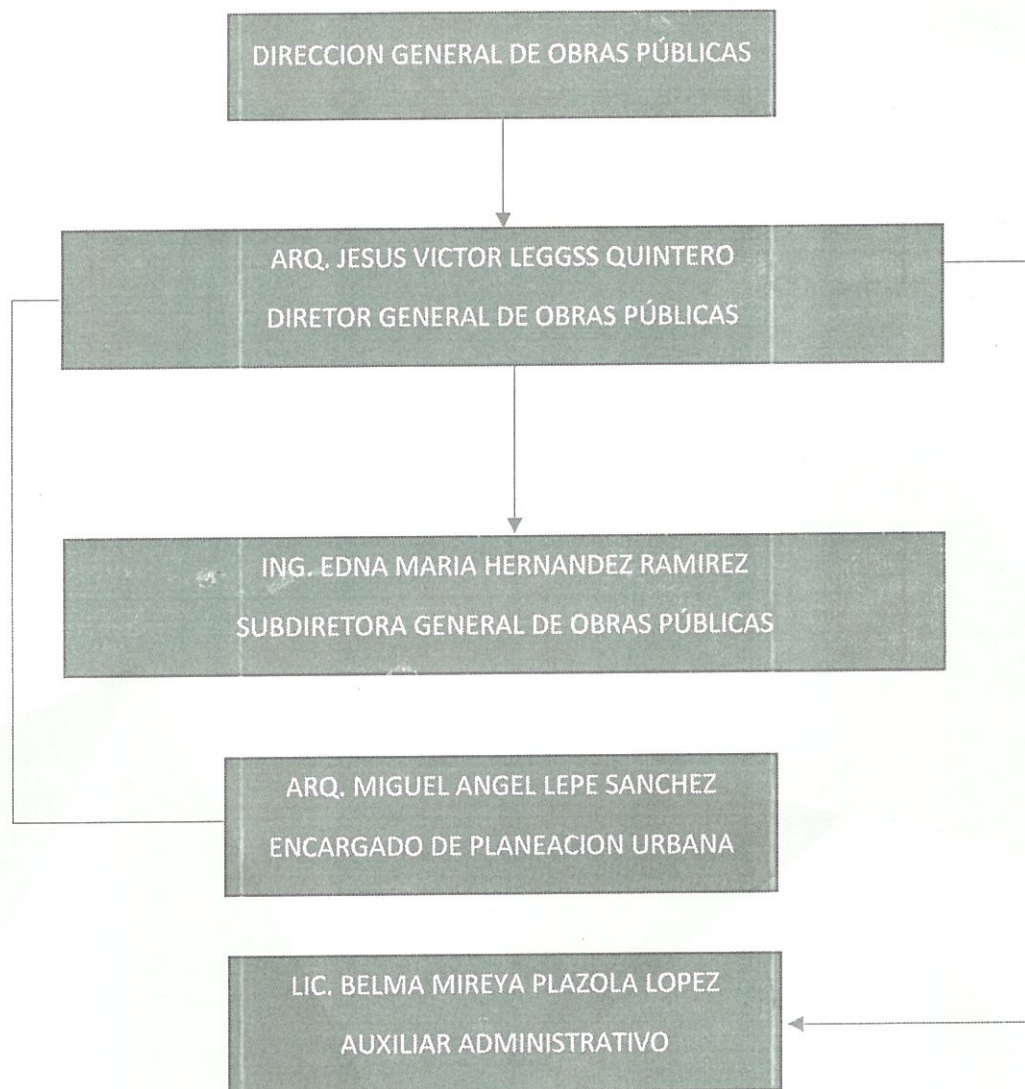 DIRECCION GENERAL DE OBRAS PÚBLICAS
ARQ. JESUS VICTOR LEGGSS QUINTERO
DIRETOR GENERAL DE OBRAS PÚBLICAS
ING. EDNA MARIA HERNANDEZ RAMIREZ
SUBDIRETORA GENERAL DE OBRAS PÚBLICAS
ARQ. MIGUEL ANGEL LEPE SANCHEZ
ENCARGADO DE PLANEACION URBANA
LIC. BELMA MIREYA PLAZOLA LOPEZ
AUXILIAR ADMINISTRATIVO